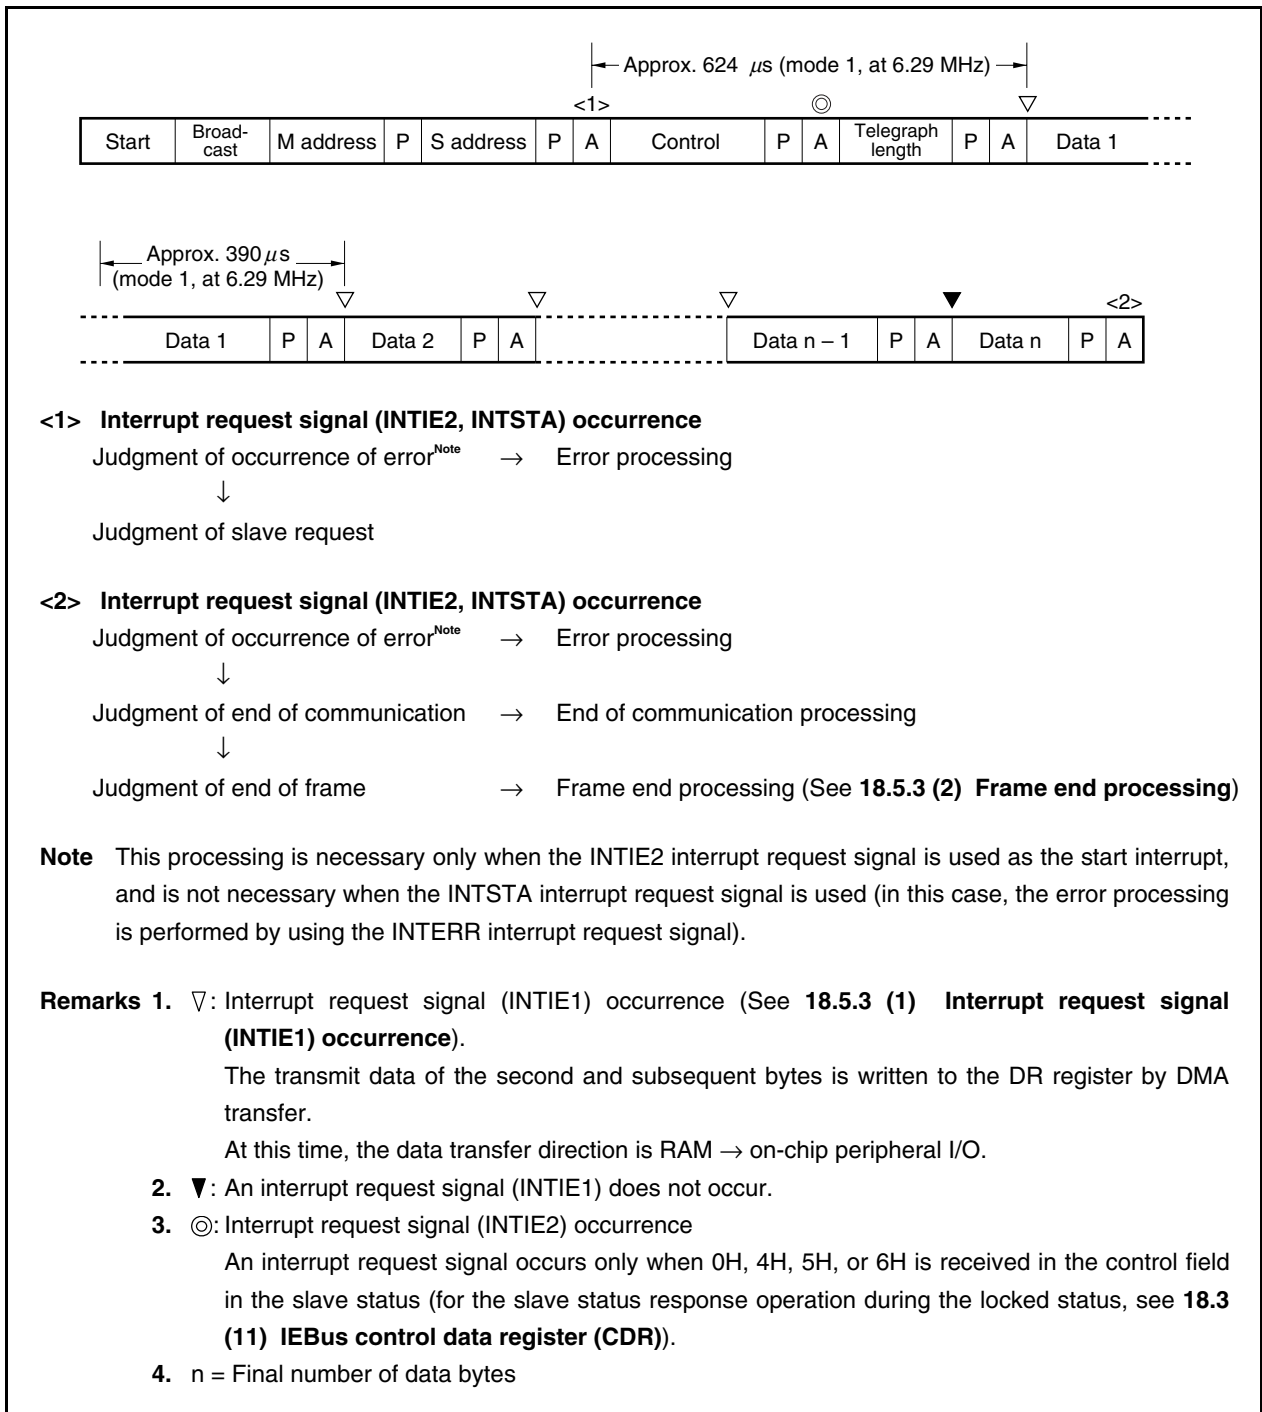 Approx. 624 μs (mode 1, at 6.29 MHz)
<1> ◎ ▽
Start Broad-cast M address P S address P A Control P A Telegraph length P A Data 1
Approx. 390 μs
(mode 1, at 6.29 MHz)
▽ ▽ ▽ ▼ <2>
Data 1 P A Data 2 P A Data n – 1 P A Data n P A
<1> Interrupt request signal (INTIE2, INTSTA) occurrence
Judgment of occurrence of error Note → Error processing
↓
Judgment of slave request
<2> Interrupt request signal (INTIE2, INTSTA) occurrence
Judgment of occurrence of error Note → Error processing
↓
Judgment of end of communication → End of communication processing
↓
Judgment of end of frame → Frame end processing (See 18.5.3 (2) Frame end processing)
Note This processing is necessary only when the INTIE2 interrupt request signal is used as the start interrupt,
and is not necessary when the INTSTA interrupt request signal is used (in this case, the error processing
is performed by using the INTERR interrupt request signal).
Remarks 1. ▽: Interrupt request signal (INTIE1) occurrence (See 18.5.3 (1) Interrupt request signal
(INTIE1) occurrence).
The transmit data of the second and subsequent bytes is written to the DR register by DMA
transfer.
At this time, the data transfer direction is RAM → on-chip peripheral I/O.
2. ▼: An interrupt request signal (INTIE1) does not occur.
3. ◎: Interrupt request signal (INTIE2) occurrence
An interrupt request signal occurs only when 0H, 4H, 5H, or 6H is received in the control field
in the slave status (for the slave status response operation during the locked status, see 18.3
(11) IEBus control data register (CDR)).
4. n = Final number of data bytes